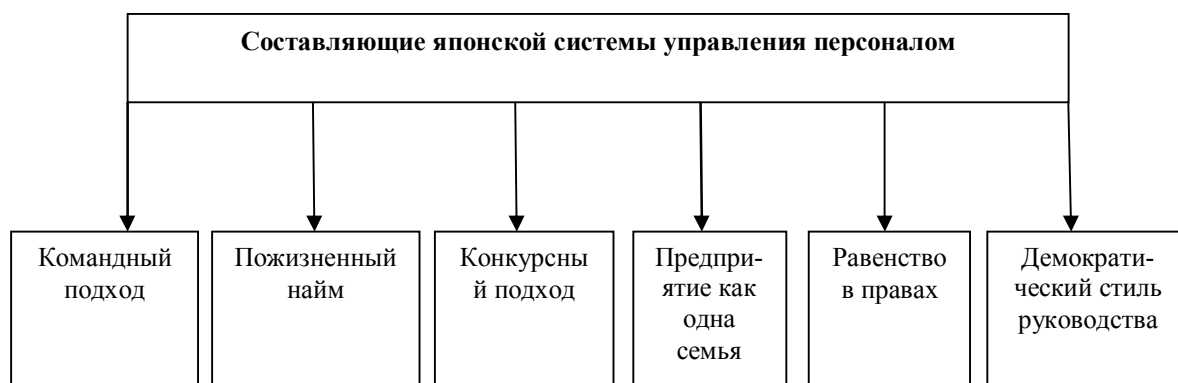 Составляющие японской системы управления персоналом
Командный
подход
Пожизненный
найм
Конкурсны
й подход
Предпри-
ятие как
одна
семья
Равенство
в правах
Демократи-
ческий стиль
руководства